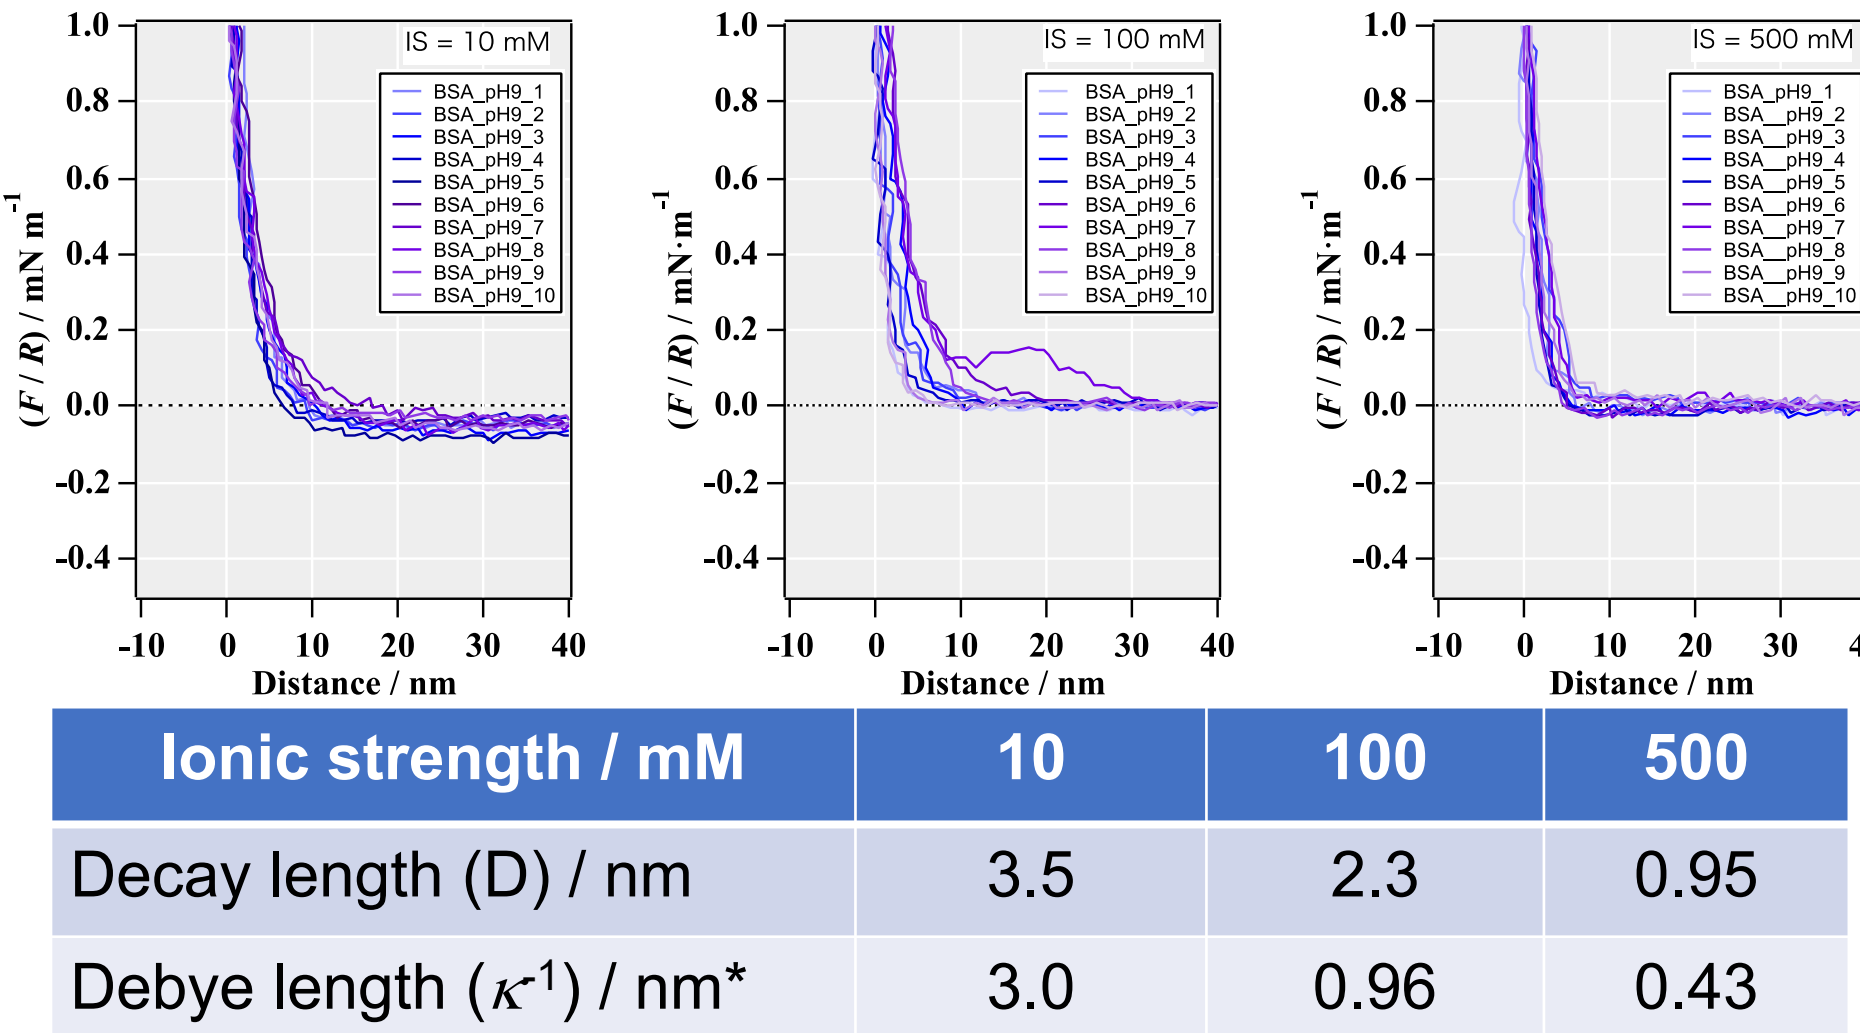 IS = 10 mM
1.0
0.8
0.6
0.4
0.2
0.0
-0.2
-0.4
(F / R) / mN m-1
BSA_pH9_1
BSA_pH9_2
BSA_pH9_3
BSA_pH9_4
BSA_pH9_5
BSA_pH9_6
BSA_pH9_7
BSA_pH9_8
BSA_pH9_9
BSA_pH9_10
-10 0 10 20 30 40
Distance / nm
IS = 100 mM
1.0
0.8
0.6
0.4
0.2
0.0
-0.2
-0.4
(F / R) / mN·m-1
BSA_pH9_1
BSA_pH9_2
BSA_pH9_3
BSA_pH9_4
BSA_pH9_5
BSA_pH9_6
BSA_pH9_7
BSA_pH9_8
BSA_pH9_9
BSA_pH9_10
-10 0 10 20 30 40
Distance / nm
IS = 500 mM
1.0
0.8
0.6
0.4
0.2
0.0
-0.2
-0.4
(F / R) / mN·m-1
BSA_pH9_1
BSA__pH9_2
BSA__pH9_3
BSA__pH9_4
BSA__pH9_5
BSA__pH9_6
BSA__pH9_7
BSA__pH9_8
BSA__pH9_9
BSA__pH9_10
-10 0 10 20 30 4
Distance / nm
Ionic strength / mM 10 100 500
Decay length (D) / nm 3.5 2.3 0.95
Debye length (κ-1) / nm* 3.0 0.96 0.43